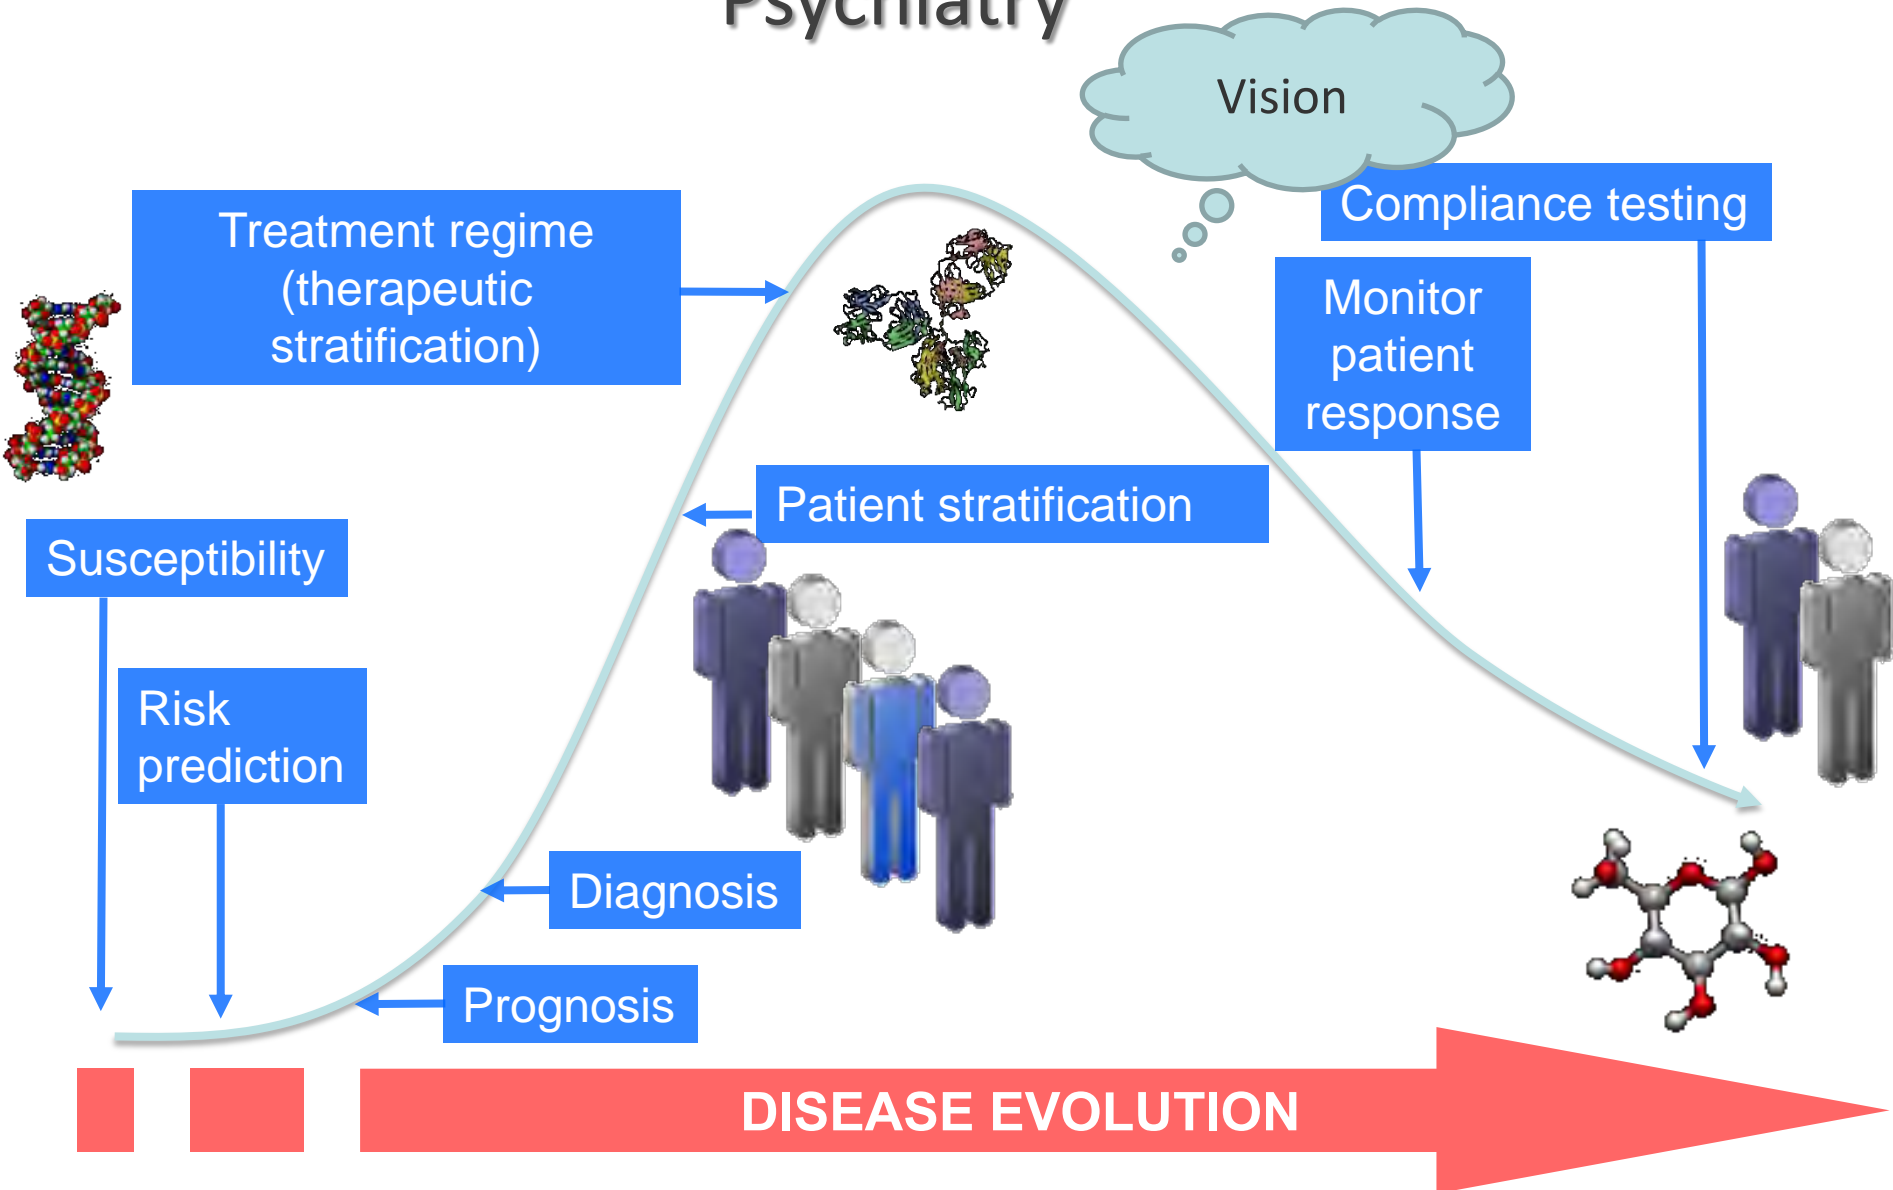 Psychiatry
Vision
Compliance testing
Treatment regime
(therapeutic
stratification)
Monitor
patient
response
Patient stratification
Susceptibility
Risk
prediction
Diagnosis
Prognosis
DISEASE EVOLUTION